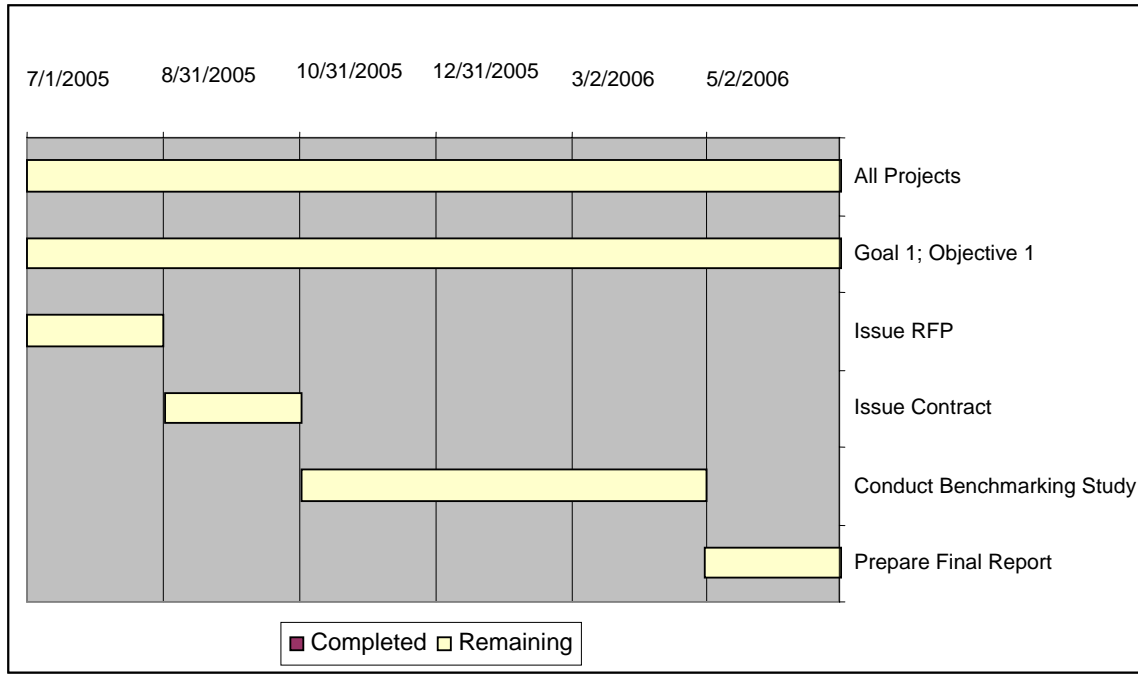 7/1/2005 8/31/2005 10/31/2005 12/31/2005 3/2/2006 5/2/2006
All Projects
Goal 1; Objective 1
Issue RFP
Issue Contract
Conduct Benchmarking Study
Prepare Final Report
Completed Remaining